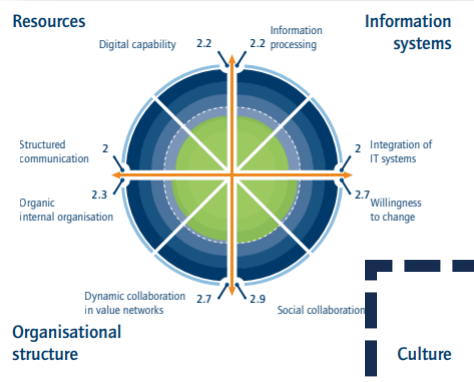 Resources
Information
systems
Digital capability
2.2
2.2
Information
processing
Structured
communication
2
2
Integration of
IT systems
Organic
internal organisation
2.3
2.7
Willingness
to change
Dynamic collaboration
in value networks
2.7
2.9
Social collaboration
Organisational
structure
Culture